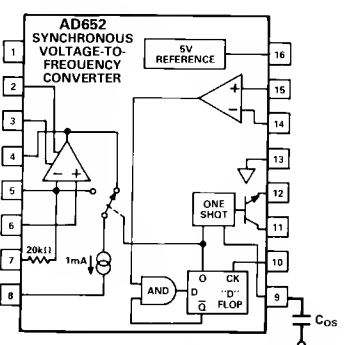 AD652
SYNCHRONOUS
VOLTAGE-TO-
FREQUENCY
CONVERTER
5V
REFERENCE
1
16
2
15
+
−
3
14
4
− +
13
5
12
ONE
SHOT
6
11
20kΩ
7
1mA
10
AND
O CK
D "D"
FLOP
Q̅
8
9
COS